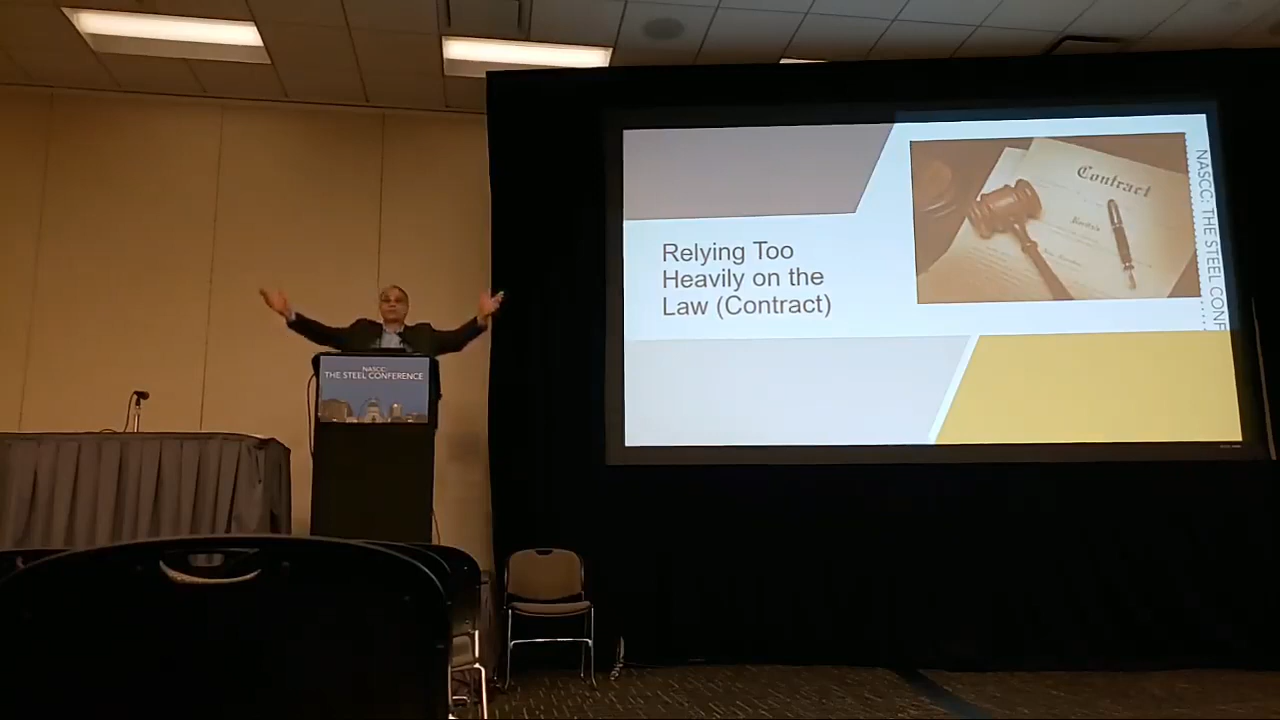 NASCC:
THE STEEL CONFERENCE
Relying Too
Heavily on the
Law (Contract)
Contract
NASCC: THE STEEL CONF